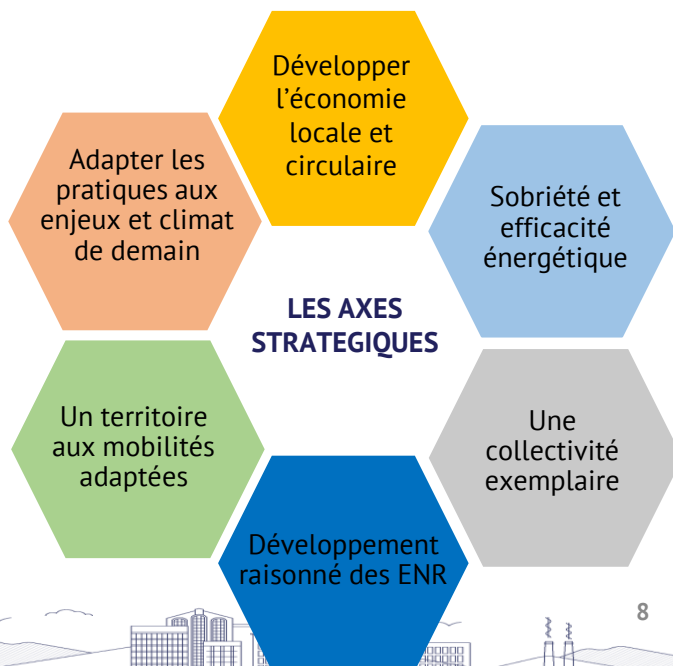 Développer
l’économie
locale et
circulaire
Adapter les
pratiques aux
enjeux et climat
de demain
Sobriété et
efficacité
énergétique
LES AXES
STRATEGIQUES
Un territoire
aux mobilités
adaptées
Une
collectivité
exemplaire
Développement
raisonné des ENR
8